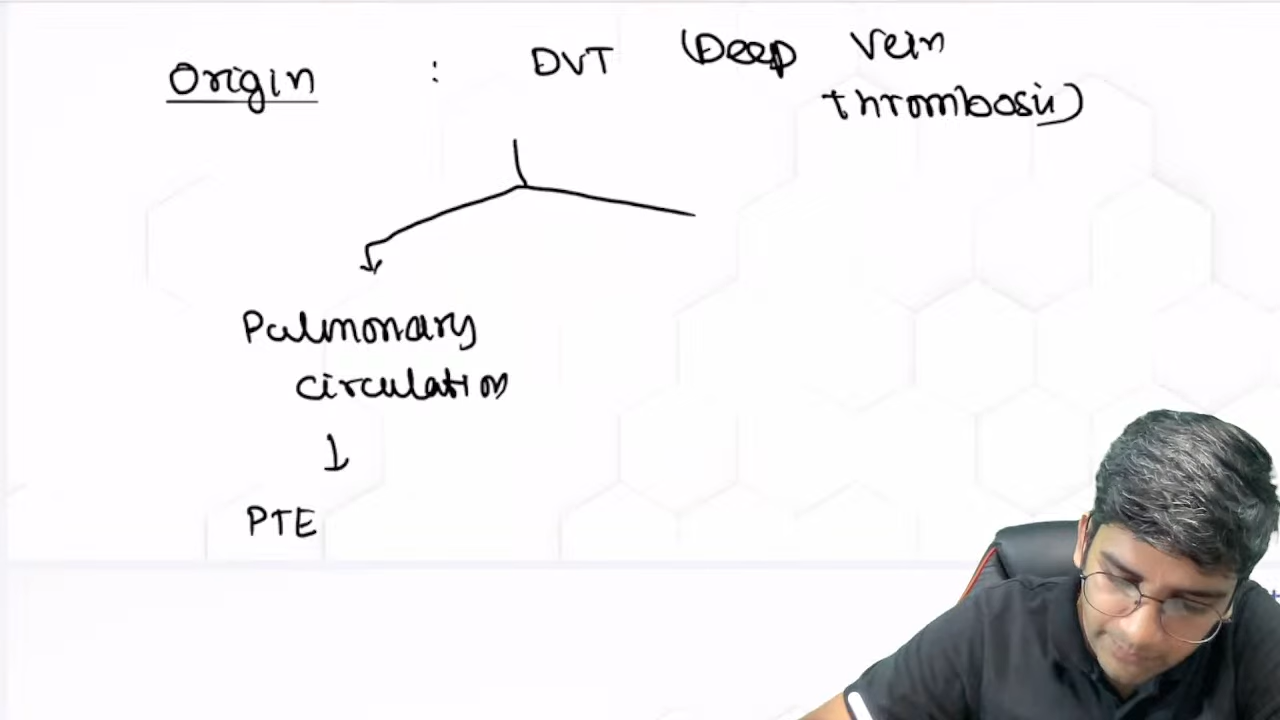 Origin : DVT (Deep Vein
thrombosis)
Pulmonary
circulation
PTE